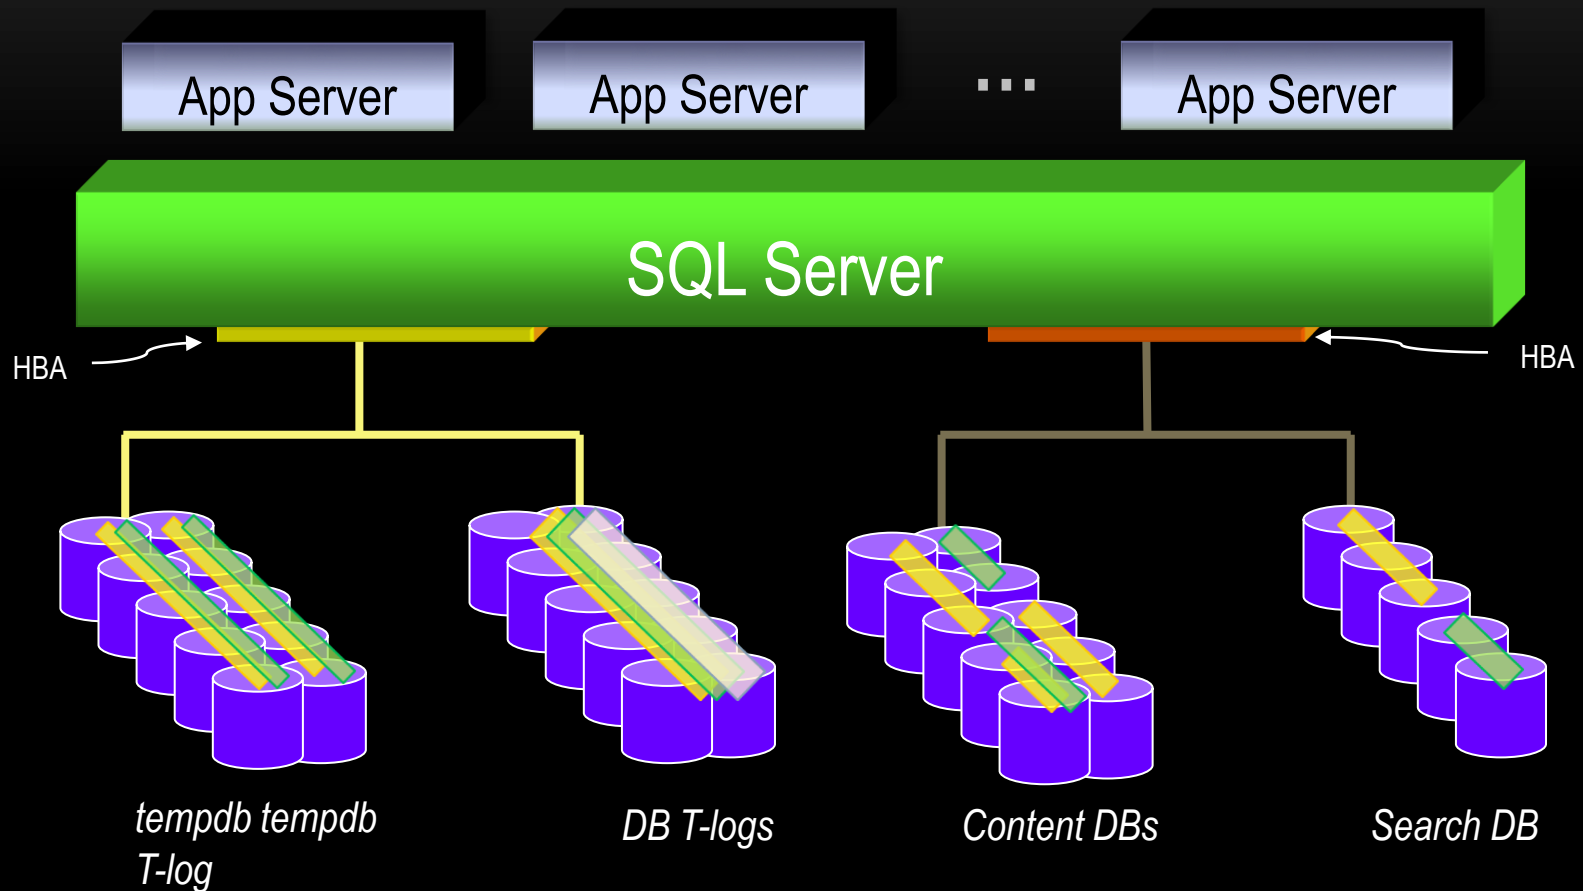 App Server
App Server
...
App Server
SQL Server
HBA
HBA
tempdb tempdb
T-log
DB T-logs
Content DBs
Search DB